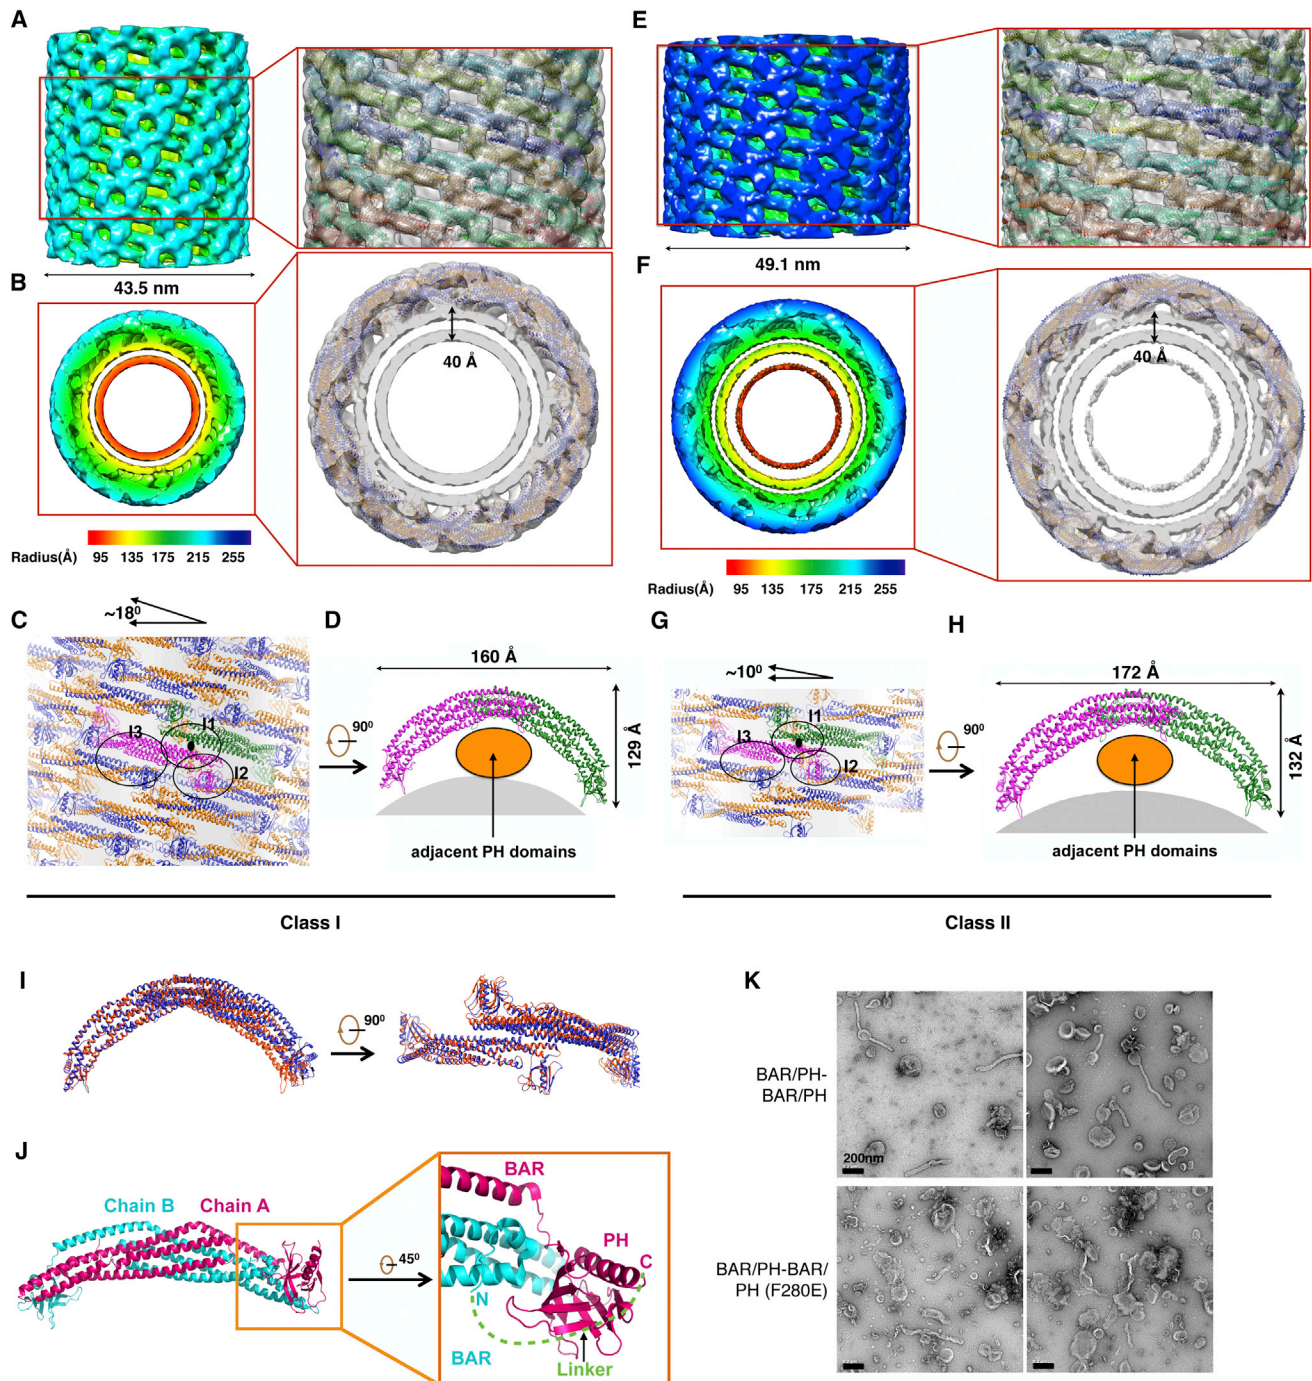 A
43.5 nm
B
40 Å
Radius(Å)
95 135 175 215 255
C
~18⁰
I1
I3
I2
90⁰
D
160 Å
129 Å
adjacent PH domains
Class I
E
49.1 nm
F
40 Å
Radius(Å)
95 135 175 215 255
G
~10⁰
I1
I3
I2
90⁰
H
172 Å
132 Å
adjacent PH domains
Class II
I
90⁰
J
Chain B
Chain A
45⁰
BAR
PH
C
N
BAR
Linker
K
BAR/PH-
BAR/PH
200nm
BAR/PH-BAR/
PH (F280E)